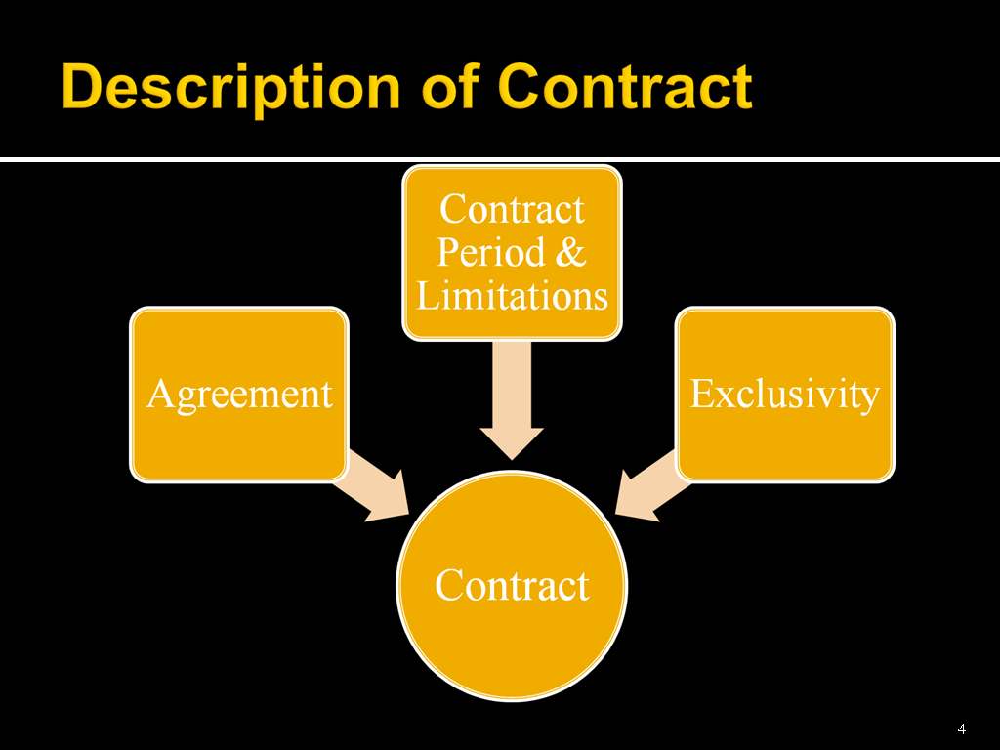 Description of Contract
Contract
Period &
Limitations
Agreement
Exclusivity
Contract
4